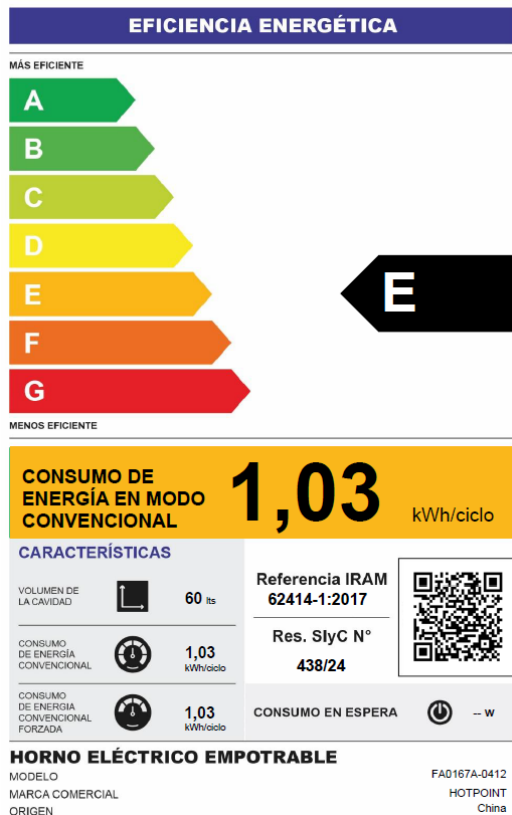 EFICIENCIA ENERGÉTICA
MÁS EFICIENTE
A
B
C
D
E
E
F
G
MENOS EFICIENTE
CONSUMO DE
ENERGÍA EN MODO
CONVENCIONAL
1,03 kWh/ciclo
CARACTERÍSTICAS
VOLUMEN DE
LA CAVIDAD
60 lts
CONSUMO
DE ENERGÍA
CONVENCIONAL
1,03
kWh/ciclo
CONSUMO
DE ENERGIA
CONVENCIONAL
FORZADA
1,03
kWh/ciclo
Referencia IRAM
62414-1:2017
Res. SIyC N°
438/24
CONSUMO EN ESPERA -- W
HORNO ELÉCTRICO EMPOTRABLE
MODELO FA0167A-0412
MARCA COMERCIAL HOTPOINT
ORIGEN China